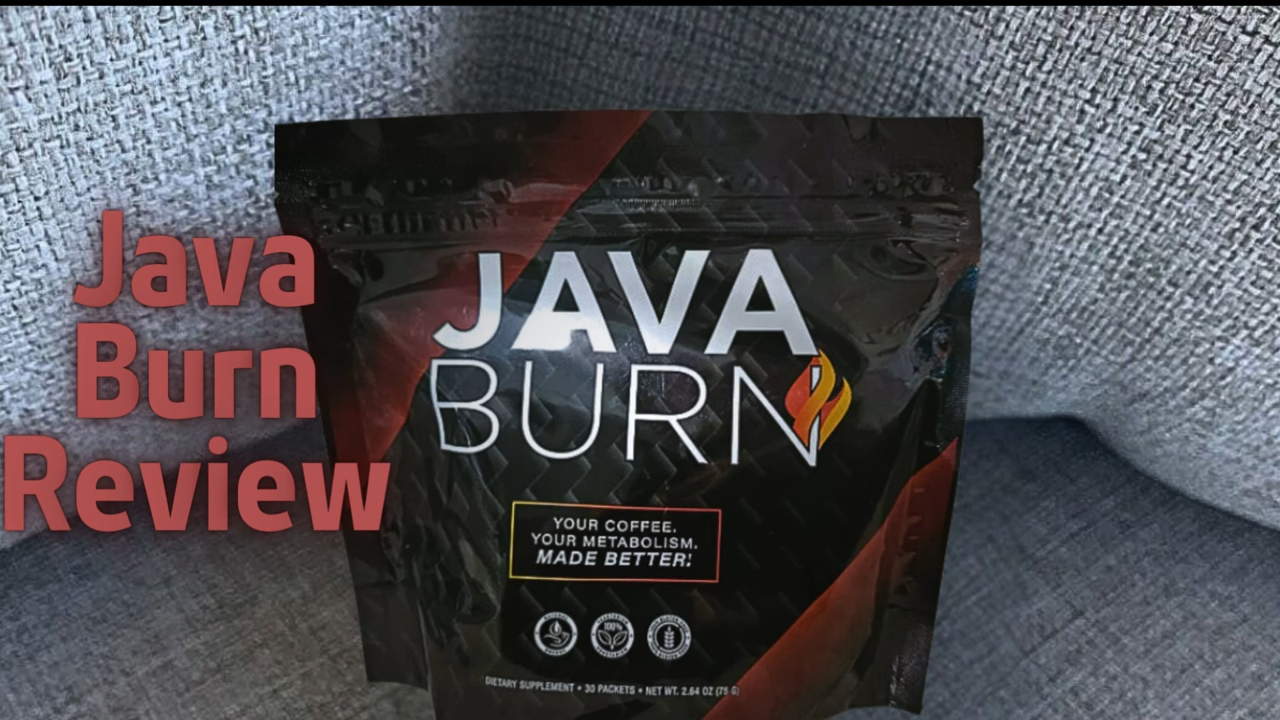 Java
Burn
Review
JAVA
BURN
YOUR COFFEE.
YOUR METABOLISM.
MADE BETTER!
100%
DIETARY SUPPLEMENT • 30 PACKETS • NET WT. 2.64 OZ (75 G)